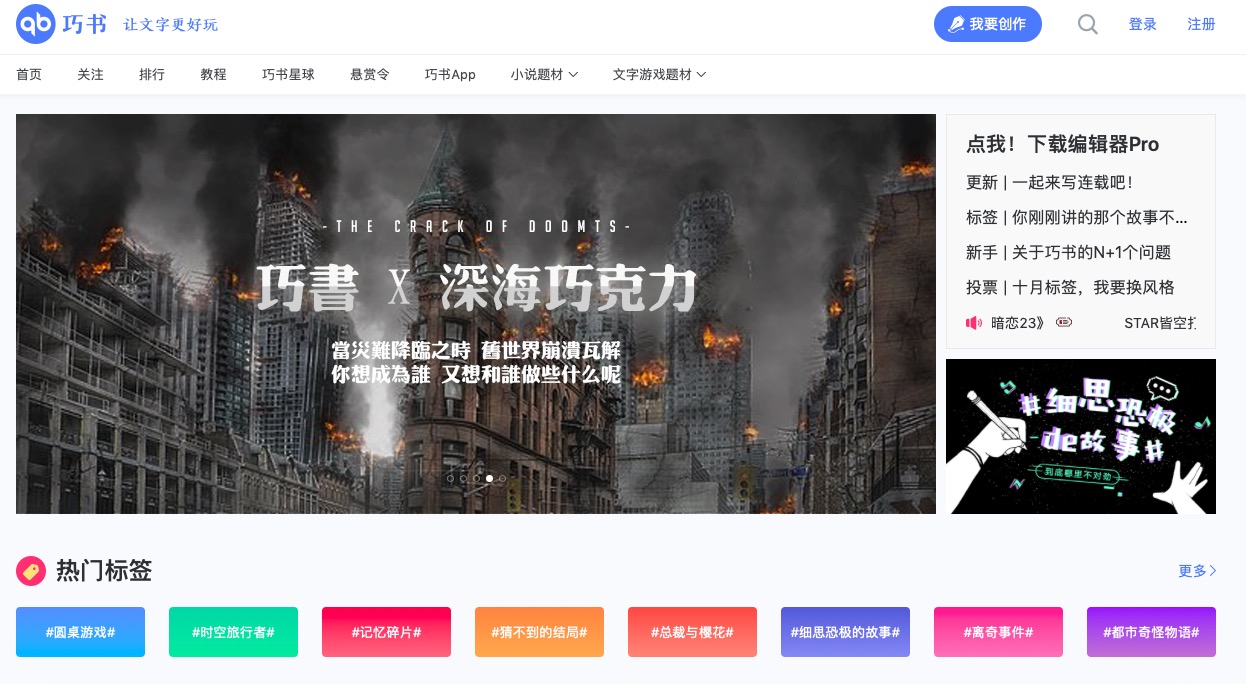 qb 巧书 让文字更好玩
我要创作
登录
注册
首页
关注
排行
教程
巧书星球
悬赏令
巧书App
小说题材
文字游戏题材
-THE CRACK OF DOOMTS-
巧書 X 深海巧克力
當災難降臨之時 舊世界崩潰瓦解
你想成為誰 又想和誰做些什么呢
点我！下载编辑器Pro
更新 | 一起来写连载吧！
标签 | 你刚刚讲的那个故事不...
新手 | 关于巧书的N+1个问题
投票 | 十月标签，我要换风格
暗恋23》
STAR皆空扌
#细思恐极
de故事#
到底哪里不对劲
热门标签
更多
#圆桌游戏#
#时空旅行者#
#记忆碎片#
#猜不到的结局#
#总裁与樱花#
#细思恐极的故事#
#离奇事件#
#都市奇怪物语#